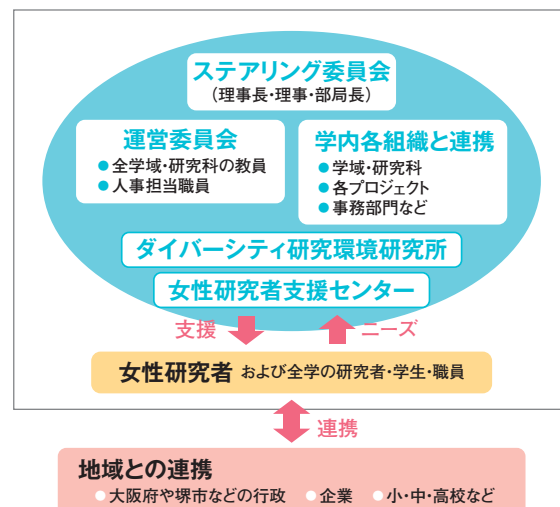 ステアリング委員会
（理事長・理事・部局長）
運営委員会
●全学域・研究科の教員
●人事担当職員
学内各組織と連携
●学域・研究科
●各プロジェクト
●事務部門など
ダイバーシティ研究環境研究所
女性研究者支援センター
支援
ニーズ
女性研究者 および全学の研究者・学生・職員
連携
地域との連携
●大阪府や堺市などの行政 ●企業 ●小・中・高校など